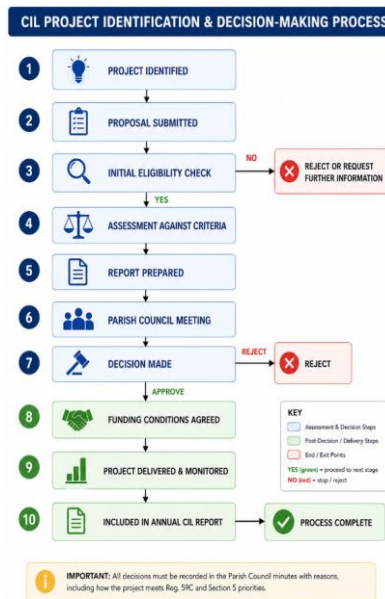 CIL PROJECT IDENTIFICATION & DECISION-MAKING PROCESS
1
PROJECT IDENTIFIED
2
PROPOSAL SUBMITTED
3
INITIAL ELIGIBILITY CHECK
NO
REJECT OR REQUEST
FURTHER INFORMATION
YES
4
ASSESSMENT AGAINST CRITERIA
5
REPORT PREPARED
6
PARISH COUNCIL MEETING
7
DECISION MADE
REJECT
REJECT
APPROVE
8
FUNDING CONDITIONS AGREED
9
PROJECT DELIVERED & MONITORED
10
INCLUDED IN ANNUAL CIL REPORT
PROCESS COMPLETE
KEY
Assessment & Decision Steps
Post-Decision / Delivery Steps
End / Exit Points
YES (green) = proceed to next stage
NO (red) = stop / reject
i
IMPORTANT: All decisions must be recorded in the Parish Council minutes with reasons,
including how the project meets Reg. 59C and Section 5 priorities.